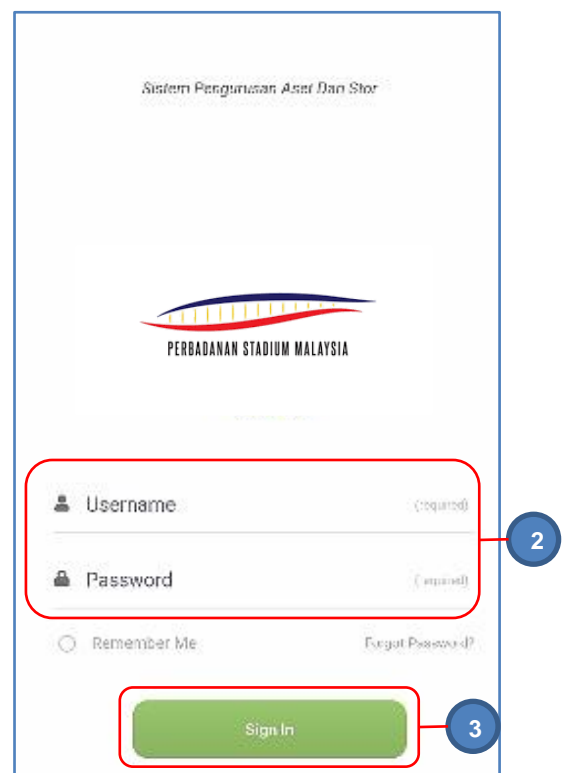 Sistem Pengurusan Aset Dan Stor
PERBADANAN STADIUM MALAYSIA
Username (required)
2
Password (required)
Remember Me Forgot Password?
Sign In
3